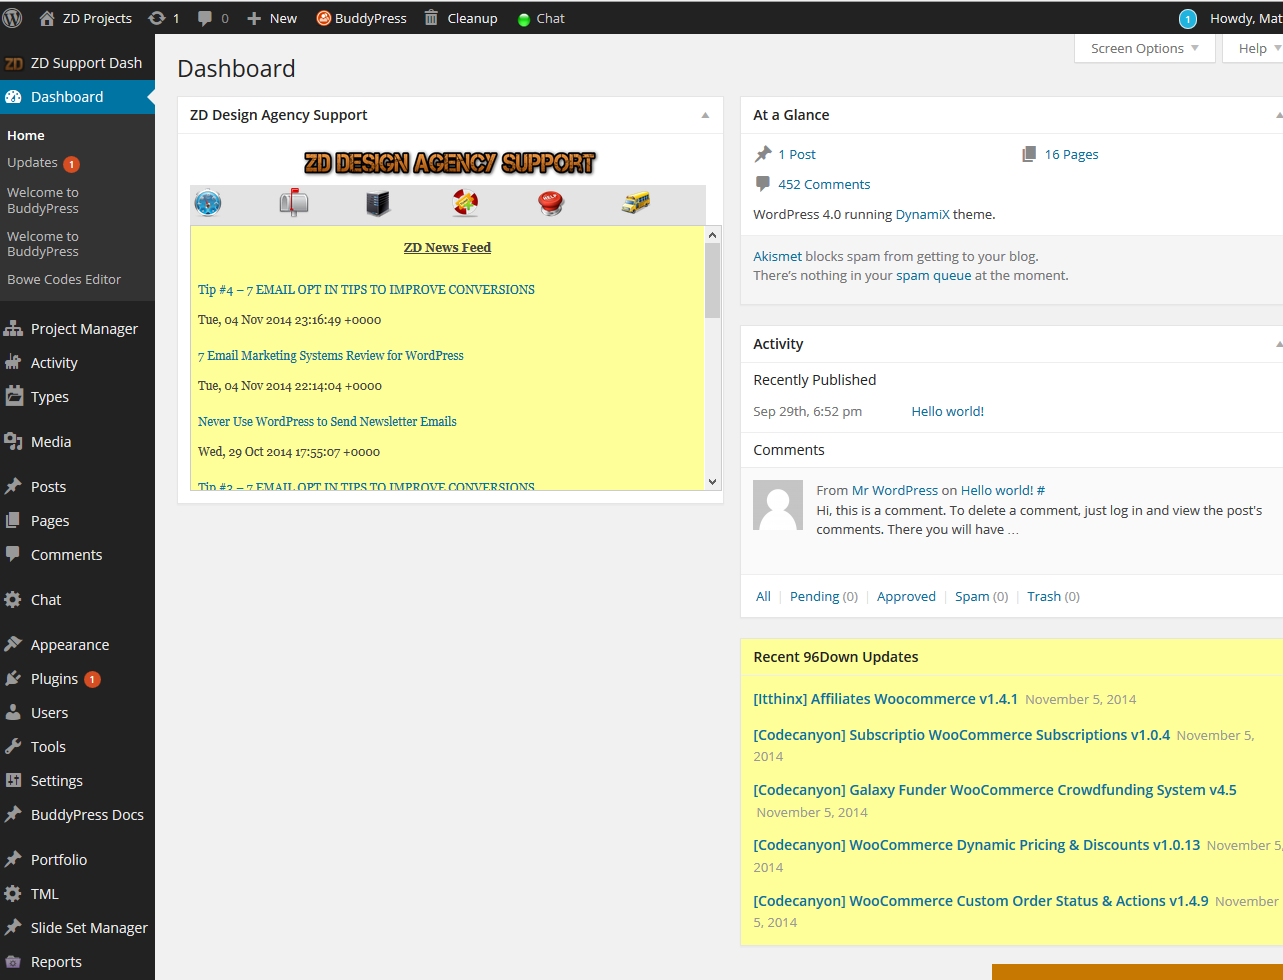 ZD Projects 1 0 New BuddyPress Cleanup Chat 1 Howdy, Mat
Screen Options Help
ZD Support Dash
Dashboard
Home
Updates 1
Welcome to
BuddyPress
Welcome to
BuddyPress
Bowe Codes Editor
Project Manager
Activity
Types
Media
Posts
Pages
Comments
Chat
Appearance
Plugins 1
Users
Tools
Settings
BuddyPress Docs
Portfolio
TML
Slide Set Manager
Reports
Dashboard
ZD Design Agency Support
ZD DESIGN AGENCY SUPPORT
HELP
ZD News Feed
Tip #4 – 7 EMAIL OPT IN TIPS TO IMPROVE CONVERSIONS
Tue, 04 Nov 2014 23:16:49 +0000
7 Email Marketing Systems Review for WordPress
Tue, 04 Nov 2014 22:14:04 +0000
Never Use WordPress to Send Newsletter Emails
Wed, 29 Oct 2014 17:55:07 +0000
Tip #3 – 7 EMAIL OPT IN TIPS TO IMPROVE CONVERSIONS
At a Glance
1 Post 16 Pages
452 Comments
WordPress 4.0 running DynamiX theme.
Akismet blocks spam from getting to your blog.
There's nothing in your spam queue at the moment.
Activity
Recently Published
Sep 29th, 6:52 pm Hello world!
Comments
From Mr WordPress on Hello world! #
Hi, this is a comment. To delete a comment, just log in and view the post's
comments. There you will have …
All | Pending (0) | Approved | Spam (0) | Trash (0)
Recent 96Down Updates
[Itthinx] Affiliates Woocommerce v1.4.1 November 5, 2014
[Codecanyon] Subscriptio WooCommerce Subscriptions v1.0.4 November 5,
2014
[Codecanyon] Galaxy Funder WooCommerce Crowdfunding System v4.5
November 5, 2014
[Codecanyon] WooCommerce Dynamic Pricing & Discounts v1.0.13 November 5,
2014
[Codecanyon] WooCommerce Custom Order Status & Actions v1.4.9 November
5, 2014